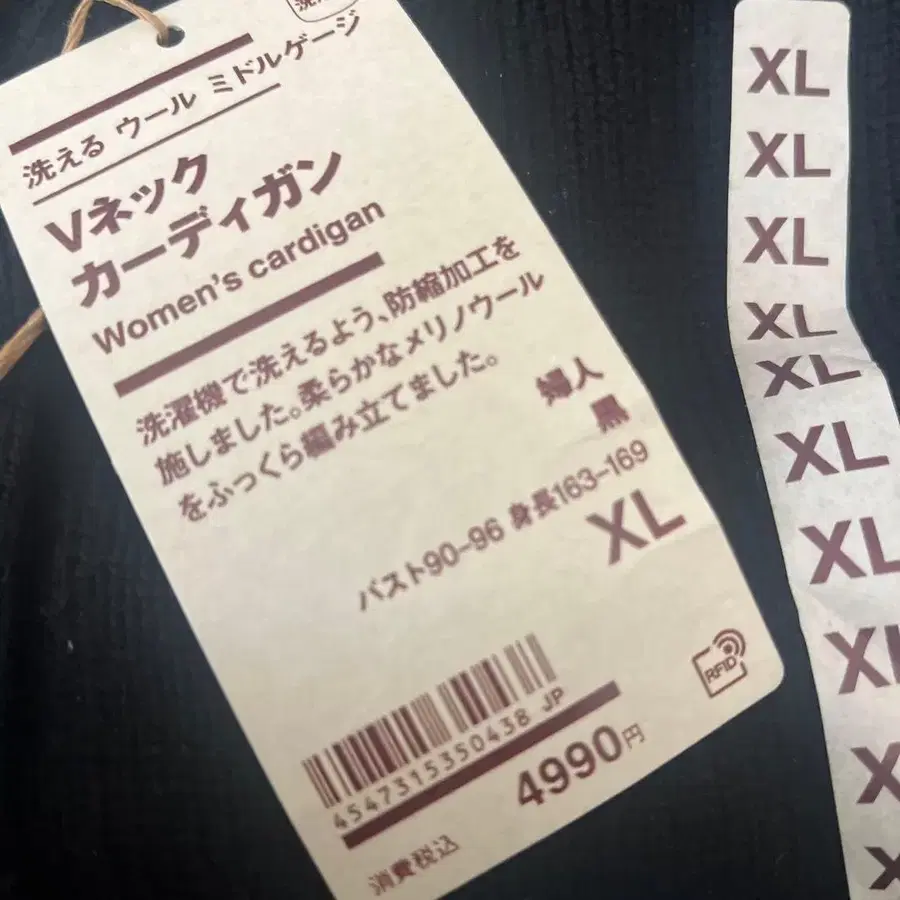 洗える ウール ミドルゲージ
Vネック
カーディガン
Women's cardigan
洗濯機で洗えるよう、防縮加工を
施しました。柔らかなメリノウール
をふっくら編み立てました。
婦人
黒
バスト90-96 身長163-169
XL
RFID
4547315350438 JP
4990円
消費税込
XL
XL
XL
XL
XL
XL
XL
XL
X
X